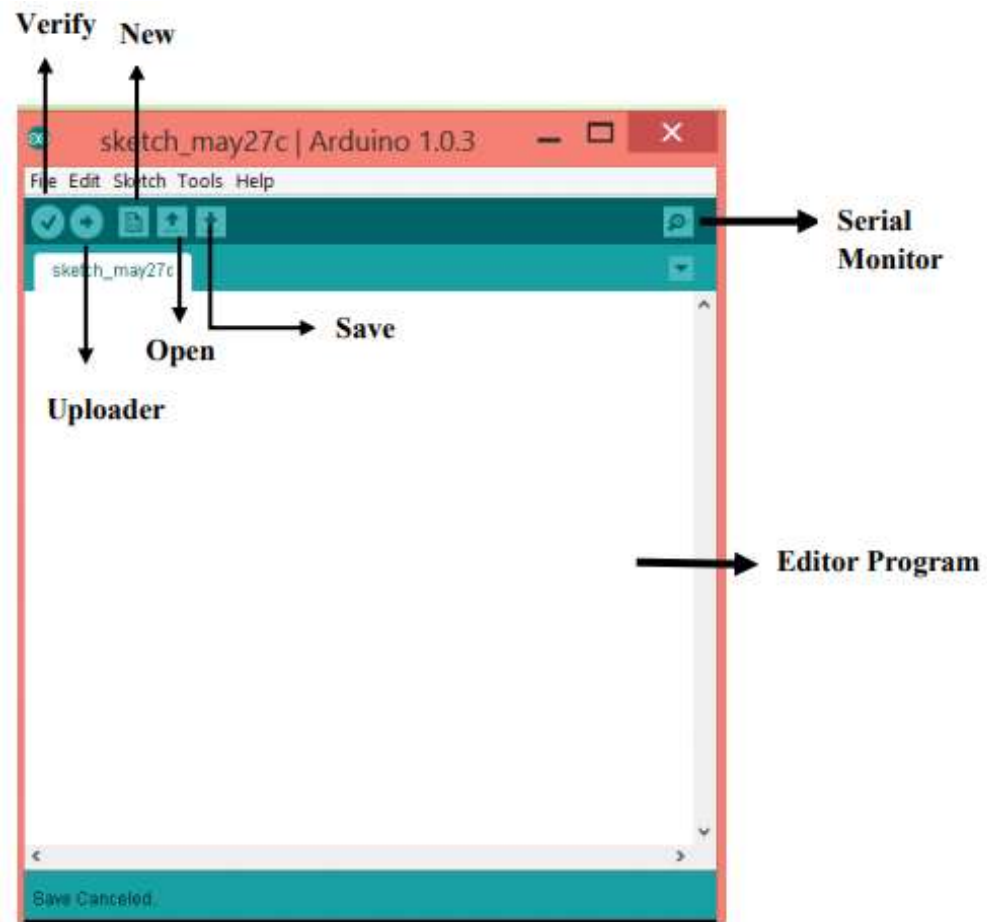 Verify New
sketch_may27c | Arduino 1.0.3
File Edit Sketch Tools Help
Serial
Monitor
sketch_may27c
Save
Open
Uploader
Editor Program
Save Canceled.